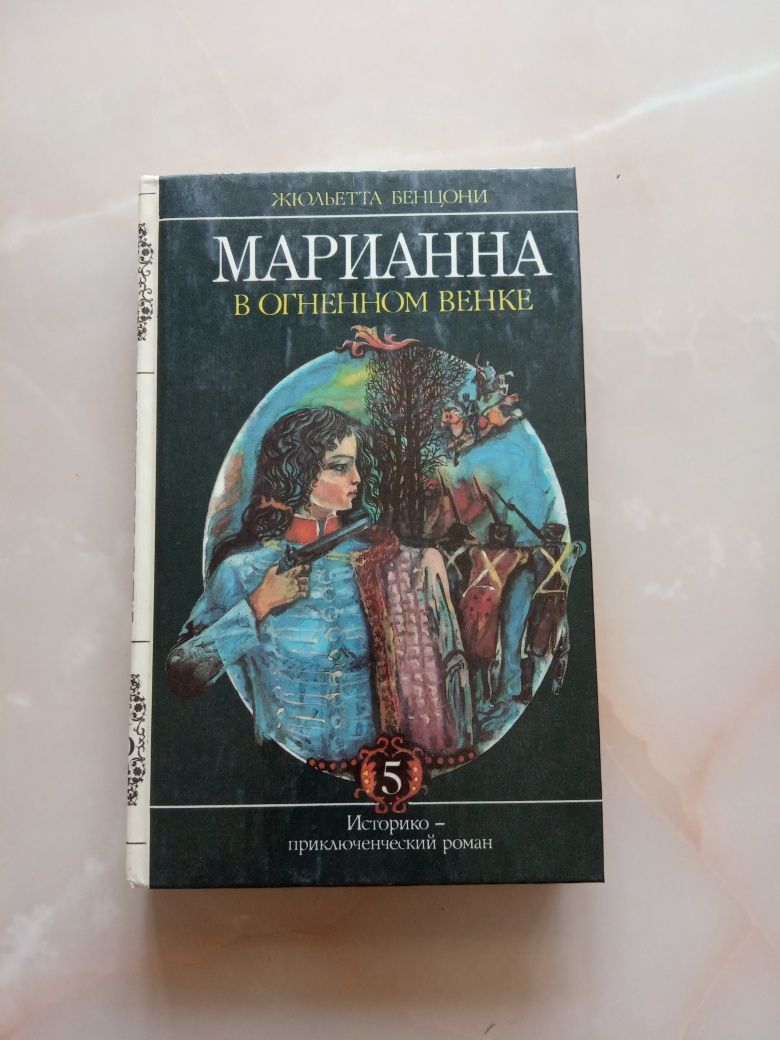 ЖЮЛЬЕТТА БЕНЦОНИ
МАРИАННА
В ОГНЕННОМ ВЕНКЕ
5
Историко –
приключенческий роман